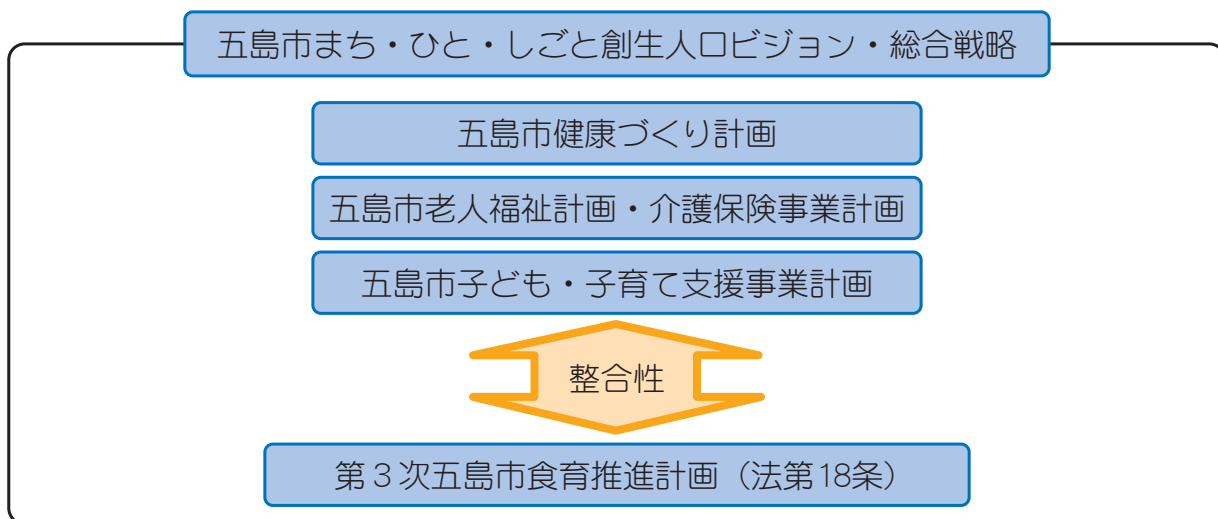 五島市まち・ひと・しごと創生人口ビジョン・総合戦略
五島市健康づくり計画
五島市老人福祉計画・介護保険事業計画
五島市子ども・子育て支援事業計画
整合性
第３次五島市食育推進計画（法第18条）